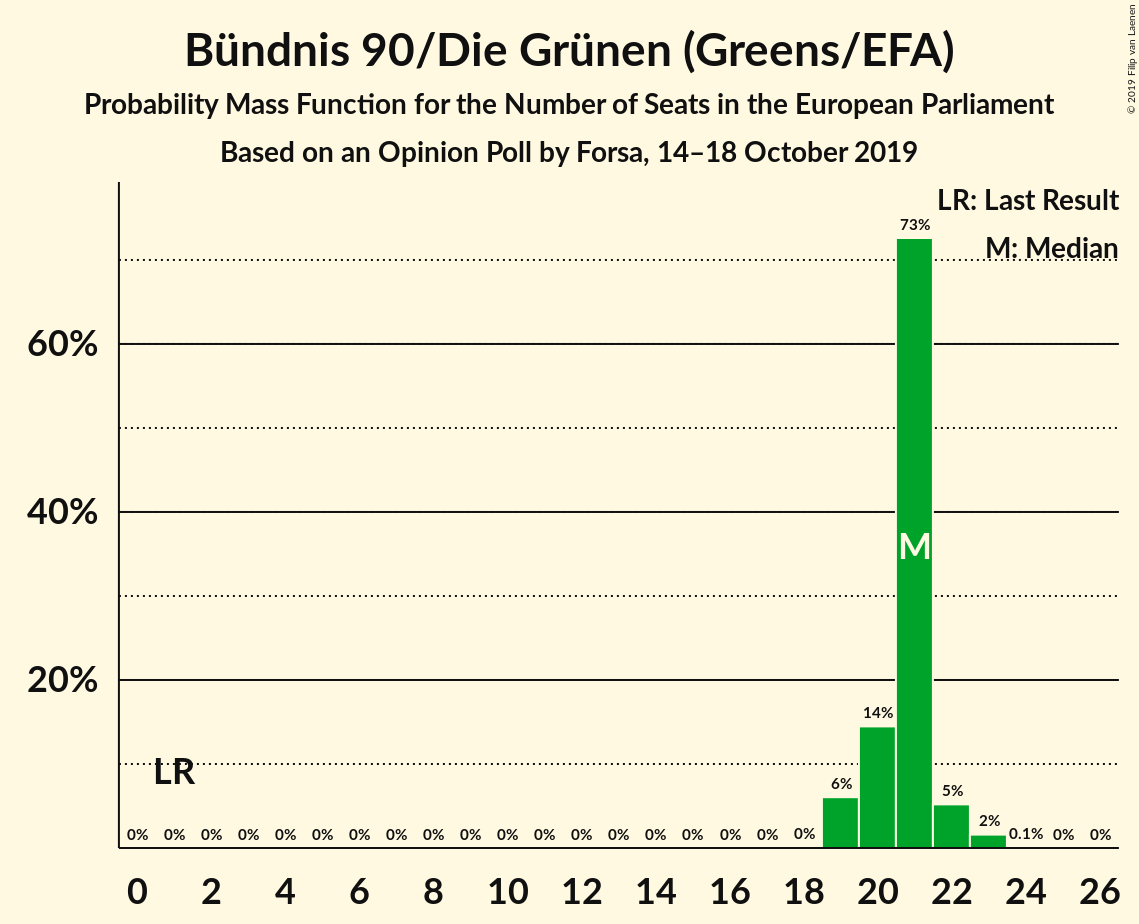 Bündnis 90/Die Grünen (Greens/EFA)
Probability Mass Function for the Number of Seats in the European Parliament
Based on an Opinion Poll by Forsa, 14–18 October 2019
© 2019 Filip van Laenen
LR: Last Result
M: Median
73%
60%
40%
M
20%
14%
LR
6%
5%
2%
0% 0% 0% 0% 0% 0% 0% 0% 0% 0% 0% 0% 0% 0% 0% 0% 0% 0% 0% 0.1% 0% 0%
0 2 4 6 8 10 12 14 16 18 20 22 24 26